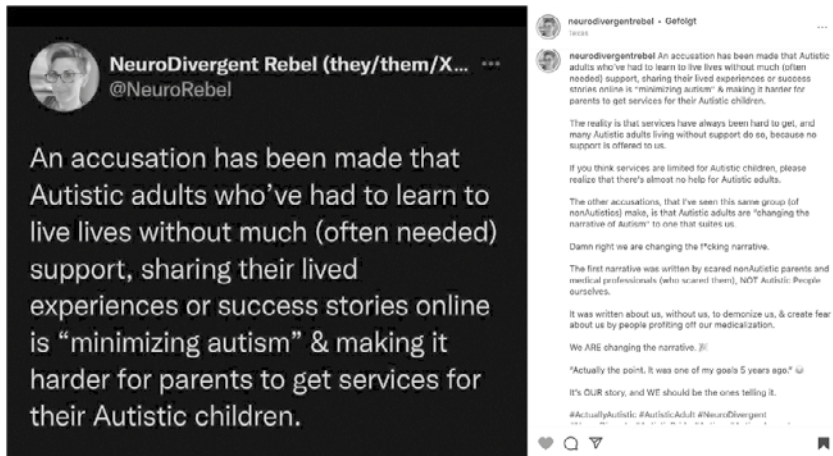 NeuroDivergent Rebel (they/them/X...
@NeuroRebel
An accusation has been made that
Autistic adults who've had to learn to
live lives without much (often needed)
support, sharing their lived
experiences or success stories online
is “minimizing autism” & making it
harder for parents to get services for
their Autistic children.
neurodivergentrebel • Gefolgt
Texas
neurodivergentrebel An accusation has been made that Autistic
adults who've had to learn to live lives without much (often
needed) support, sharing their lived experiences or success
stories online is "minimizing autism" & making it harder for
parents to get services for their Autistic children.
The reality is that services have always been hard to get, and
many Autistic adults living without support do so, because no
support is offered to us.
If you think services are limited for Autistic children, please
realize that there's almost no help for Autistic adults.
The other accusations, that I've seen this same group (of
nonAutistics) make, is that Autistic adults are "changing the
narrative of Autism" to one that suites us.
Damn right we are changing the f*cking narrative.
The first narrative was written by scared nonAutistic parents and
medical professionals (who scared them), NOT Autistic People
ourselves.
It was written about us, without us, to demonize us, & create fear
about us by people profiting off our medicalization.
We ARE changing the narrative.
"Actually the point. It was one of my goals 5 years ago."
It's OUR story, and WE should be the ones telling it.
#ActuallyAutistic #AutisticAdult #NeuroDivergent